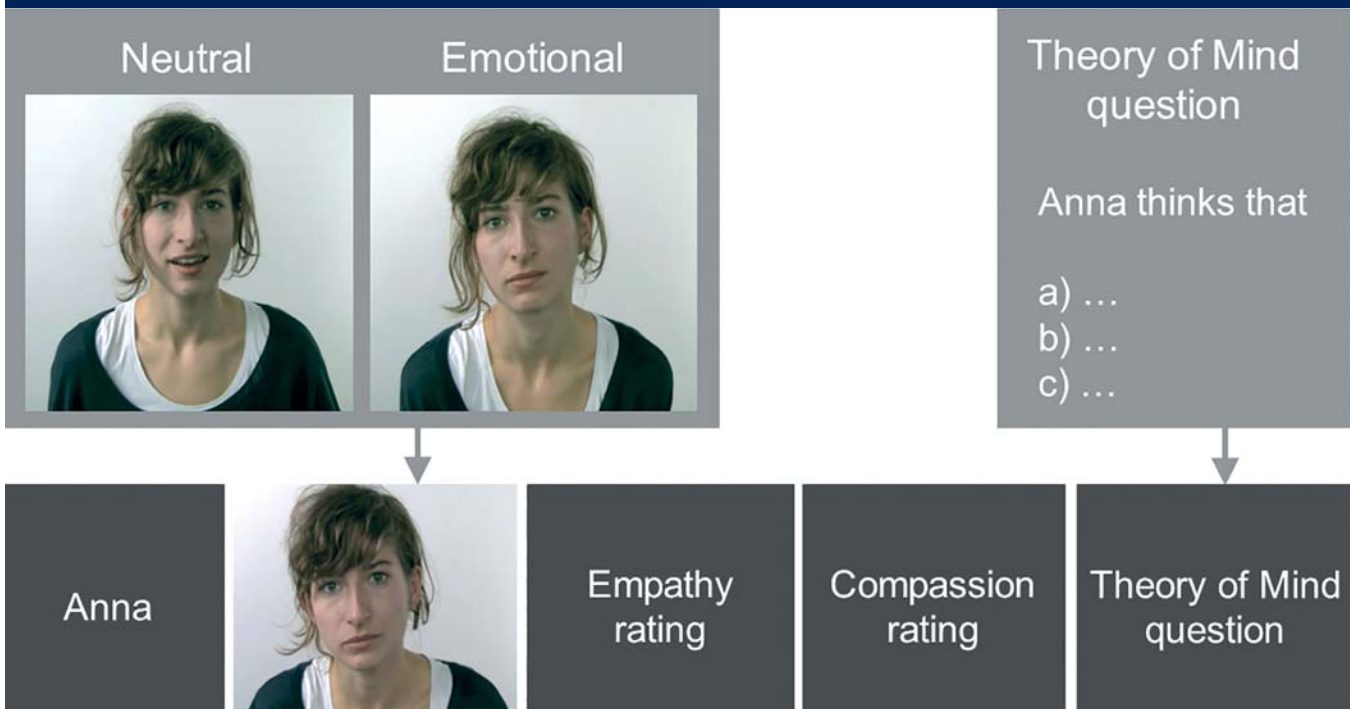 Neutral
Emotional
Theory of Mind
question
Anna thinks that
a) …
b) …
c) …
Anna
Empathy
rating
Compassion
rating
Theory of Mind
question